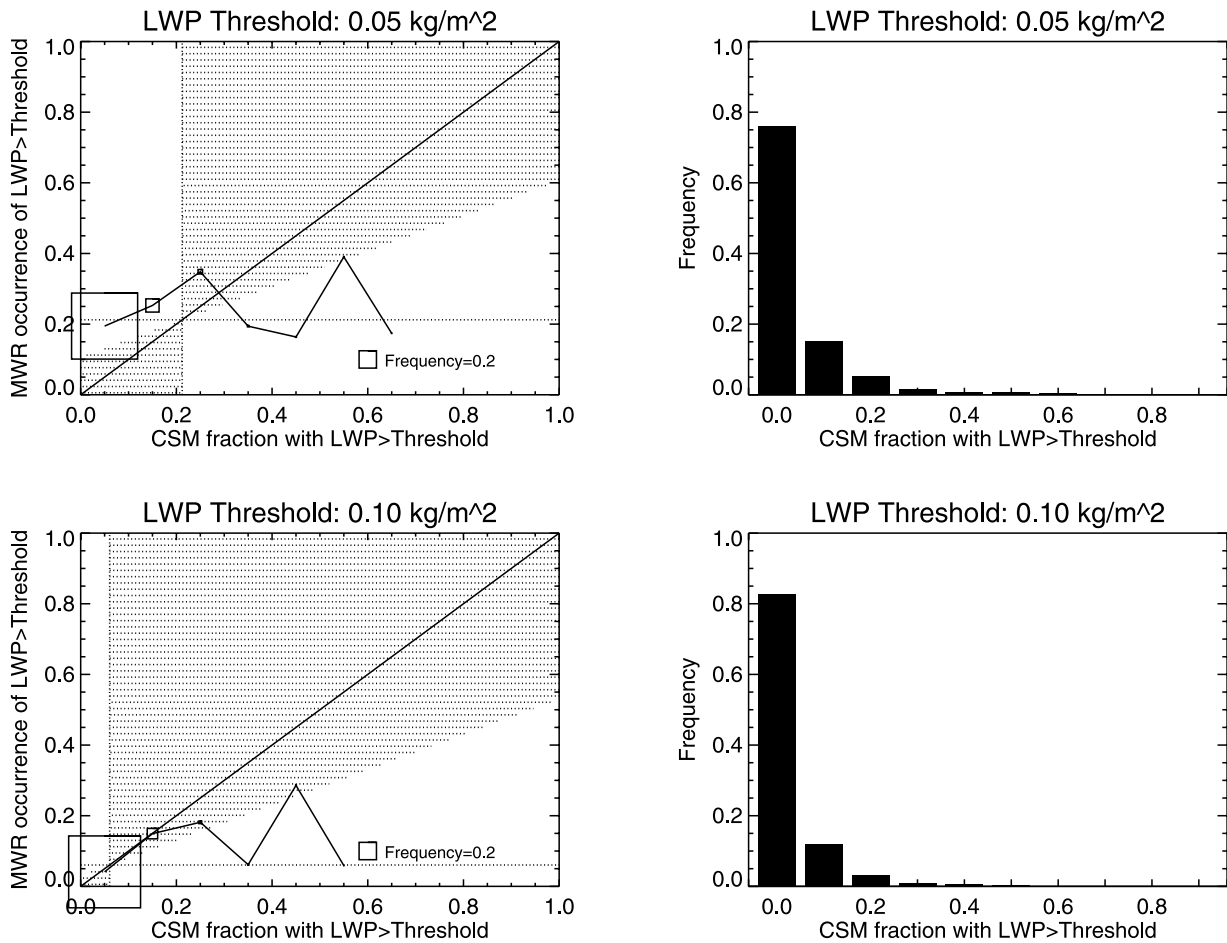 LWP Threshold: 0.05 kg/m^2
MWR occurrence of LWP>Threshold
1.0
0.8
0.6
0.4
0.2
0.0
Frequency=0.2
0.0 0.2 0.4 0.6 0.8 1.0
CSM fraction with LWP>Threshold
LWP Threshold: 0.05 kg/m^2
Frequency
1.0
0.8
0.6
0.4
0.2
0.0
0.0 0.2 0.4 0.6 0.8
CSM fraction with LWP>Threshold
LWP Threshold: 0.10 kg/m^2
MWR occurrence of LWP>Threshold
1.0
0.8
0.6
0.4
0.2
0.0
Frequency=0.2
0.0 0.2 0.4 0.6 0.8 1.0
CSM fraction with LWP>Threshold
LWP Threshold: 0.10 kg/m^2
Frequency
1.0
0.8
0.6
0.4
0.2
0.0
0.0 0.2 0.4 0.6 0.8
CSM fraction with LWP>Threshold